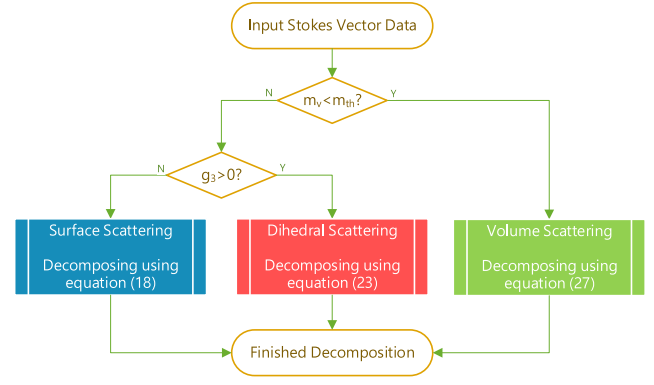 Input Stokes Vector Data
N
mᵥ<mₜₕ?
Y
N
g₃>0?
Y
Surface Scattering
Decomposing using
equation (18)
Dihedral Scattering
Decomposing using
equation (23)
Volume Scattering
Decomposing using
equation (27)
Finished Decomposition